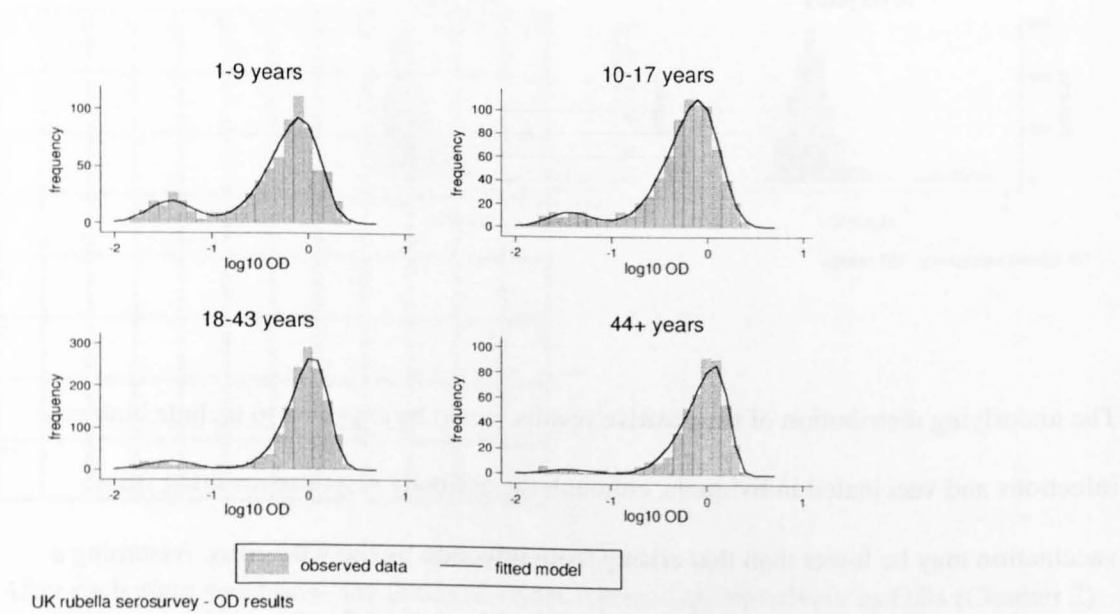 1-9 years
100
50
0
frequency
-2
-1
0
1
log10 OD
10-17 years
100
80
60
40
20
0
frequency
-2
-1
0
1
log10 OD
18-43 years
300
200
100
0
frequency
-2
-1
0
1
log10 OD
44+ years
100
80
60
40
20
0
frequency
-2
-1
0
1
log10 OD
observed data fitted model
UK rubella serosurvey - OD results